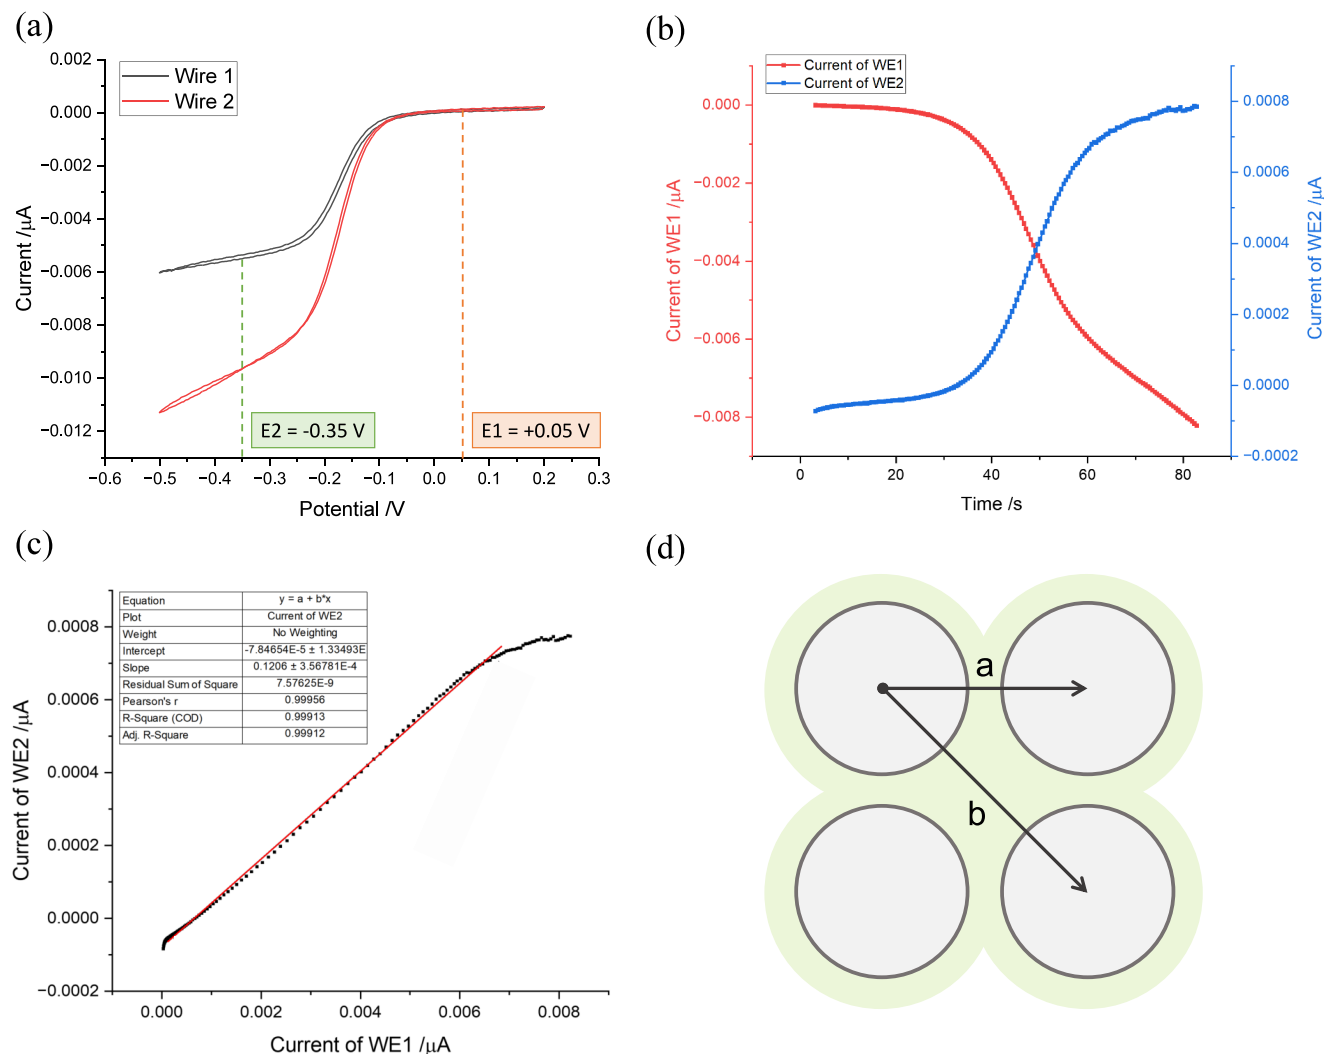 (a)
Wire 1
Wire 2
0.002
0.000
−0.002
−0.004
−0.006
−0.008
−0.010
−0.012
Current /μA
E2 = -0.35 V
E1 = +0.05 V
−0.6 −0.5 −0.4 −0.3 −0.2 −0.1 0.0 0.1 0.2 0.3
Potential /V
(b)
Current of WE1
Current of WE2
0.000
−0.002
−0.004
−0.006
−0.008
Current of WE1 /μA
0.0008
0.0006
0.0004
0.0002
0.0000
−0.0002
Current of WE2 /μA
0 20 40 60 80
Time /s
(c)
Equation y = a + b*x
Plot Current of WE2
Weight No Weighting
Intercept -7.84654E-5 ± 1.33493E
Slope 0.1206 ± 3.56781E-4
Residual Sum of Square 7.57625E-9
Pearson's r 0.99956
R-Square (COD) 0.99913
Adj. R-Square 0.99912
0.0008
0.0006
0.0004
0.0002
0.0000
−0.0002
Current of WE2 /μA
0.000 0.002 0.004 0.006 0.008
Current of WE1 /μA
(d)
a
b